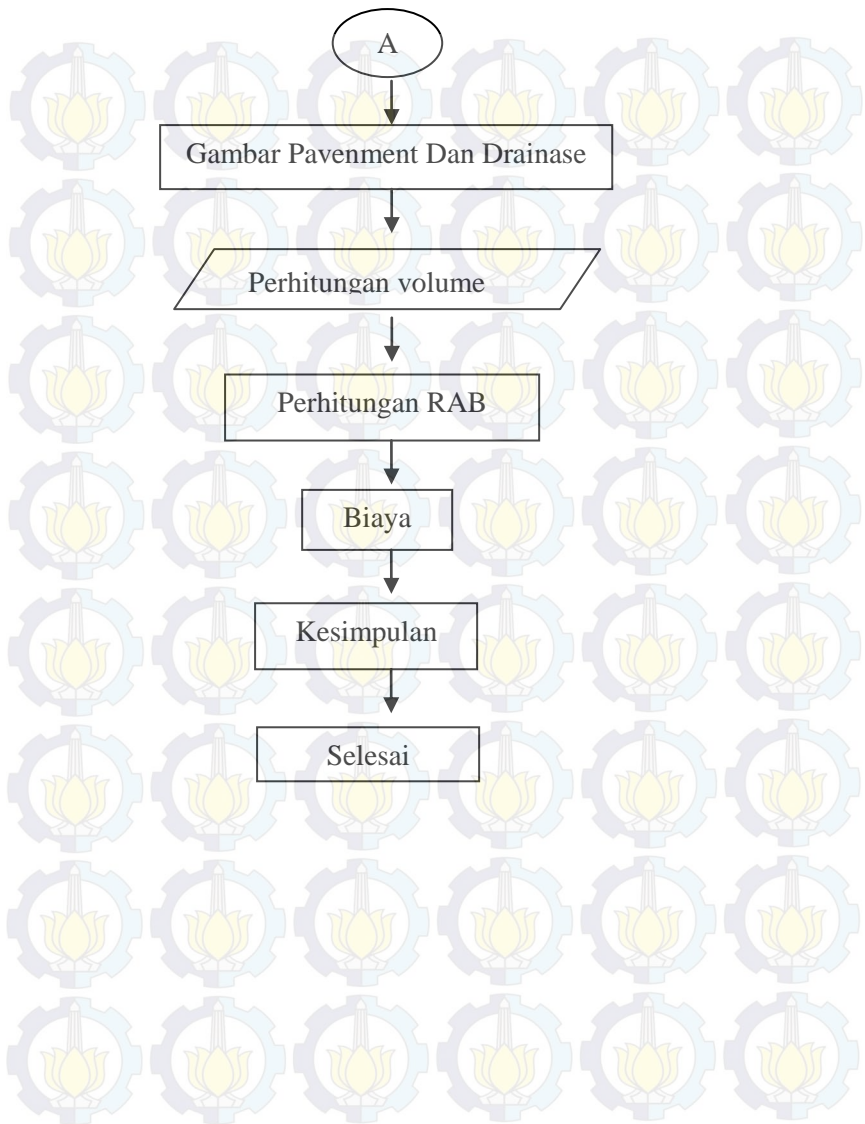 A
Gambar Pavenment Dan Drainase
Perhitungan volume
Perhitungan RAB
Biaya
Kesimpulan
Selesai